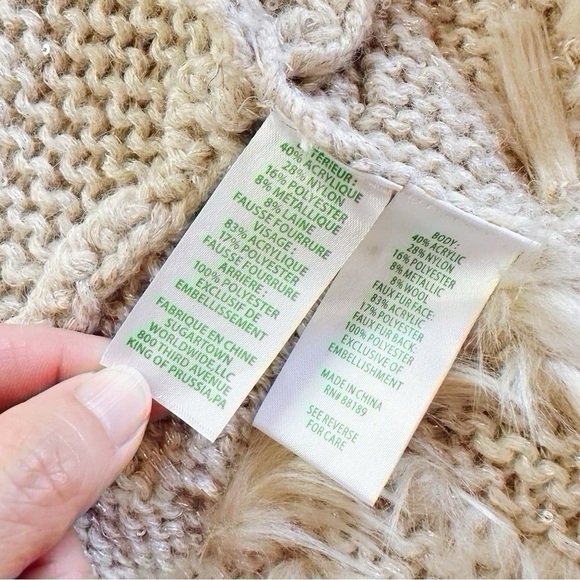 TÉRIEUR :
40% ACRYLIQUE
28% NYLON
16% POLYESTER
8% METALLIQUE
8% LAINE
FAUSSE FOURRURE
VISAGE:
83% ACRYLIQUE
17% POLYESTER
FAUSSE FOURRURE
ARRIÈRE :
100% POLYESTER
EXCLUSIF DE
EMBELLISSEMENT
FABRIQUE EN CHINE
SUGARTOWN
WORLDWIDE LLC
800 THIRD AVENUE
KING OF PRUSSIA,PA
BODY:
40% ACRYLIC
28% NYLON
16% POLYESTER
8% METALLIC
8% WOOL
FAUX FUR FACE:
83% ACRYLIC
17% POLYESTER
FAUX FUR BACK:
100% POLYESTER
EXCLUSIVE OF
EMBELLISHMENT
MADE IN CHINA
RN# 88189
SEE REVERSE
FOR CARE